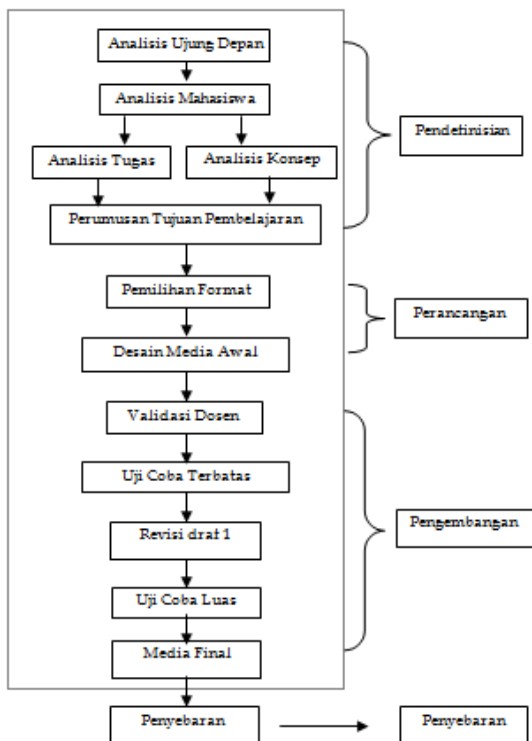 Analisis Ujung Depan
Analisis Mahasiswa
Analisis Tugas
Analisis Konsep
Perumusan Tujuan Pembelajaran
Pendefinisian
Pemilihan Format
Perancangan
Desain Media Awal
Validasi Dosen
Uji Coba Terbatas
Revisi draf 1
Pengembangan
Uji Coba Luas
Media Final
Penyebaran
Penyebaran